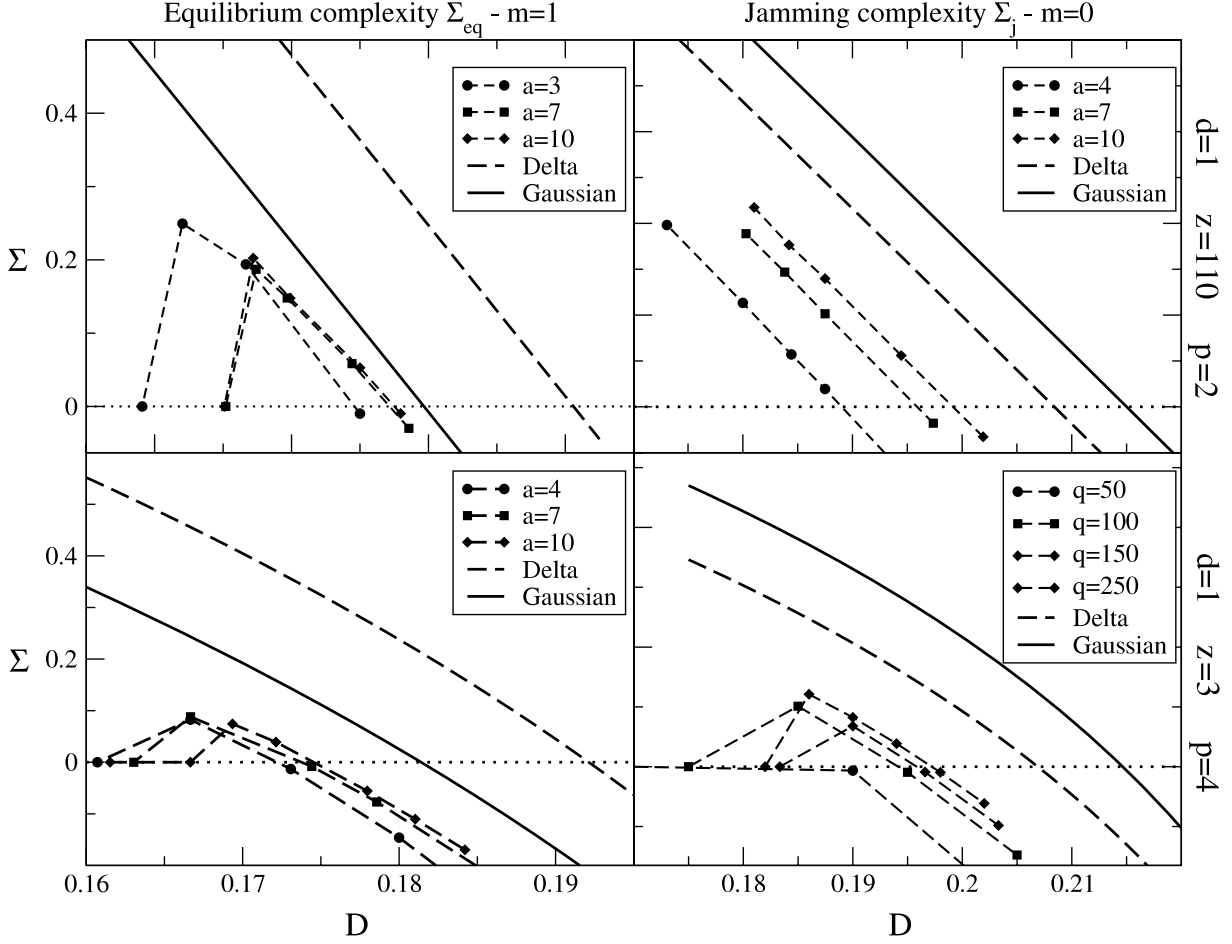 Equilibrium complexity Σeq - m=1
Jamming complexity Σj - m=0
a=3
a=7
a=10
Delta
Gaussian
a=4
a=7
a=10
Delta
Gaussian
0.4
0.2
0
Σ
d=1 z=110 p=2
a=4
a=7
a=10
Delta
Gaussian
q=50
q=100
q=150
q=250
Delta
Gaussian
0.4
0.2
0
Σ
d=1 z=3 p=4
0.16 0.17 0.18 0.19
0.18 0.19 0.2 0.21
D
D